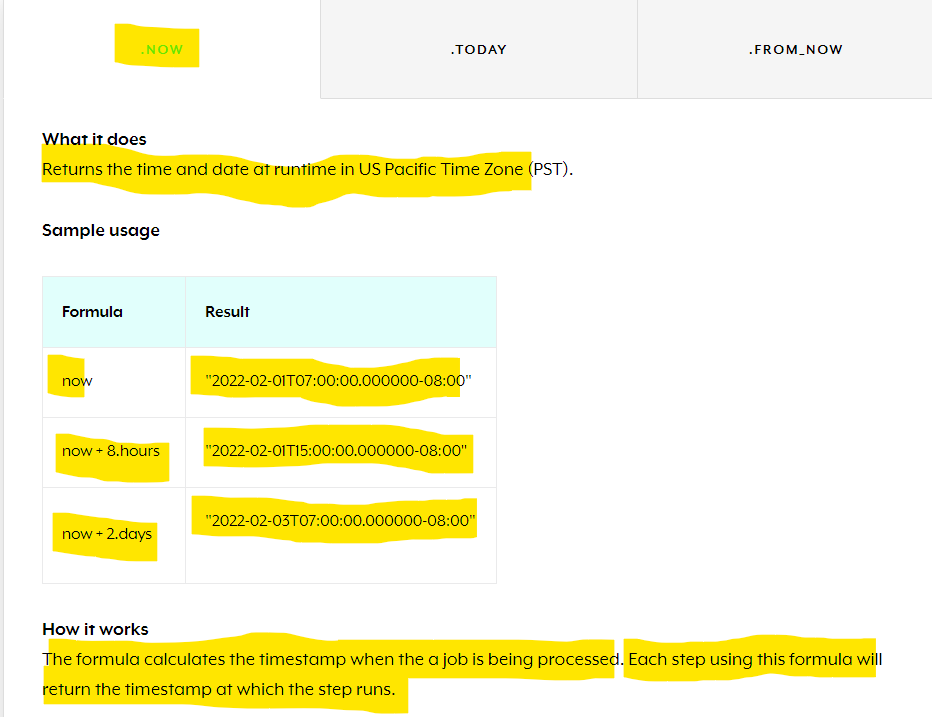 .NOW
.TODAY
.FROM_NOW
What it does
Returns the time and date at runtime in US Pacific Time Zone (PST).
Sample usage
Formula Result
now "2022-02-01T07:00:00.000000-08:00"
now + 8.hours "2022-02-01T15:00:00.000000-08:00"
now + 2.days "2022-02-03T07:00:00.000000-08:00"
How it works
The formula calculates the timestamp when the a job is being processed. Each step using this formula will
return the timestamp at which the step runs.